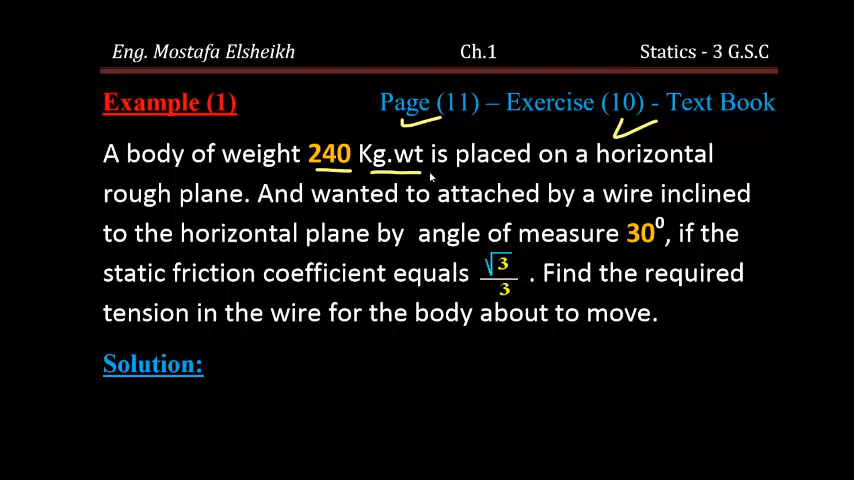 Eng. Mostafa Elsheikh Ch.1 Statics - 3 G.S.C
Example (1) Page (11) – Exercise (10) - Text Book
A body of weight 240 Kg.wt is placed on a horizontal
rough plane. And wanted to attached by a wire inclined
to the horizontal plane by angle of measure 30⁰, if the
static friction coefficient equals √3/3 . Find the required
tension in the wire for the body about to move.
Solution: